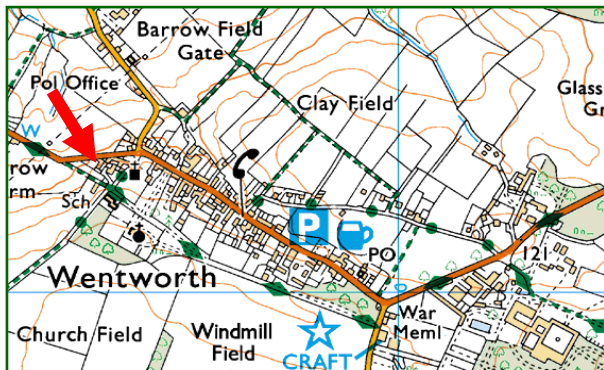 Barrow Field
Gate
Pol Office
Clay Field
Glass
Gr
W
row
rm
Sch
P
PO
121
Wentworth
War
Meml
Church Field
Windmill
Field
CRAFT